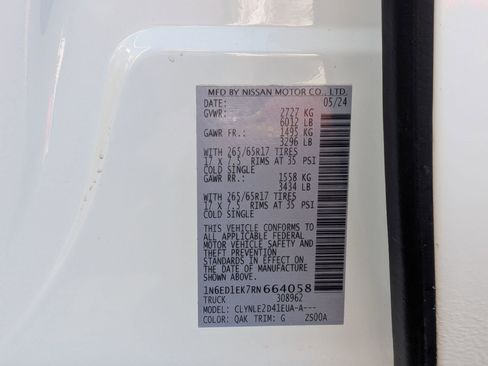 MFD BY NISSAN MOTOR CO., LTD.
DATE: 05/24
GVWR: 2727 KG
6012 LB
GAWR FR.: 1495 KG
3296 LB
WITH 265/65R17 TIRES
17 X 7.5 RIMS AT 35 PSI
COLD SINGLE
GAWR RR.: 1558 KG
3434 LB
WITH 265/65R17 TIRES
17 X 7.5 RIMS AT 35 PSI
COLD SINGLE
THIS VEHICLE CONFORMS TO
ALL APPLICABLE FEDERAL
MOTOR VEHICLE SAFETY AND
THEFT PREVENTION
STANDARDS IN EFFECT ON
THE DATE OF MANUFACTURE
SHOWN ABOVE.
1N6ED1EK7RN664058
TRUCK 308962
MODEL: CLYNLE2D41EUA-A---
COLOR: QAK TRIM: G ZS00A